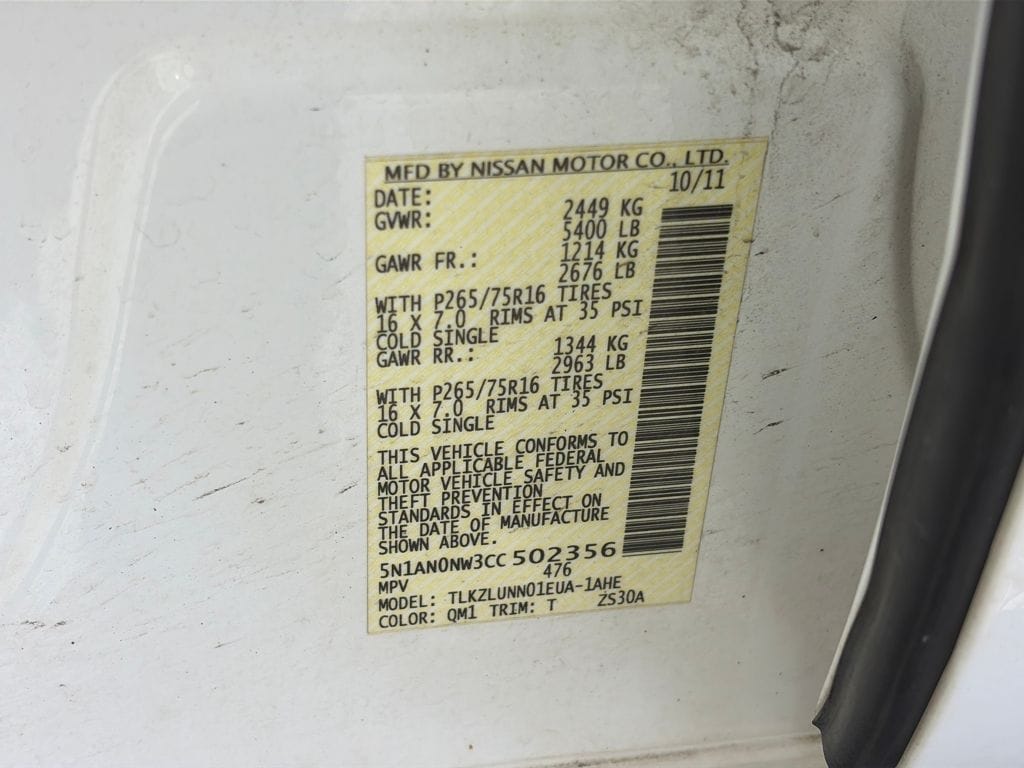 MFD BY NISSAN MOTOR CO., LTD.
DATE: 10/11
GVWR: 2449 KG
5400 LB
GAWR FR.: 1214 KG
2676 LB
WITH P265/75R16 TIRES
16 X 7.0 RIMS AT 35 PSI
COLD SINGLE
GAWR RR.: 1344 KG
2963 LB
WITH P265/75R16 TIRES
16 X 7.0 RIMS AT 35 PSI
COLD SINGLE
THIS VEHICLE CONFORMS TO
ALL APPLICABLE FEDERAL
MOTOR VEHICLE SAFETY AND
THEFT PREVENTION
STANDARDS IN EFFECT ON
THE DATE OF MANUFACTURE
SHOWN ABOVE.
5N1AN0NW3CC502356
MPV 476
MODEL: TLKZLUNN01EUA-1AHE
COLOR: QM1 TRIM: T ZS30A